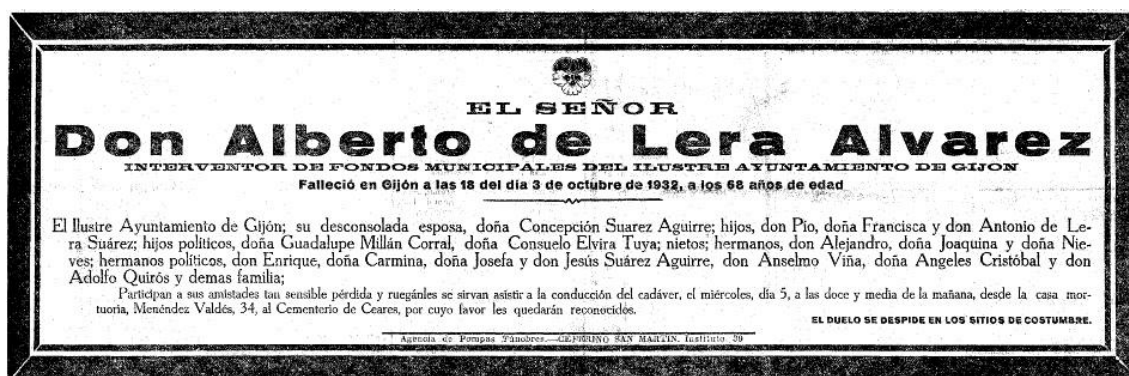 EL SEÑOR
Don Alberto de Lera Alvarez
INTERVENTOR DE FONDOS MUNICIPALES DEL ILUSTRE AYUNTAMIENTO DE GIJON
Falleció en Gijón a las 18 del día 3 de octubre de 1932, a los 68 años de edad
El Ilustre Ayuntamiento de Gijón; su desconsolada esposa, doña Concepción Suarez Aguirre; hijos, don Pío, doña Francisca y don Antonio de Le-
ra Suárez; hijos políticos, doña Guadalupe Millán Corral, doña Consuelo Elvira Tuya; nietos; hermanos, don Alejandro, doña Joaquina y doña Nie-
ves; hermanos políticos, don Enrique, doña Carmina, doña Josefa y don Jesús Suárez Aguirre, don Anselmo Viña, doña Angeles Cristóbal y don
Adolfo Quirós y demas familia;
Participan a sus amistades tan sensible pérdida y ruegánles se sirvan asistir a la conducción del cadáver, el miércoles, día 5, a las doce y media de la mañana, desde la casa mor-
tuoria, Menéndez Valdés, 34, al Cementerio de Ceares, por cuyo favor les quedarán reconocidos.
EL DUELO SE DESPIDE EN LOS SITIOS DE COSTUMBRE.
Agencia de Pompas Fúnebres.—CEFERINO SAN MARTIN. Instituto 39